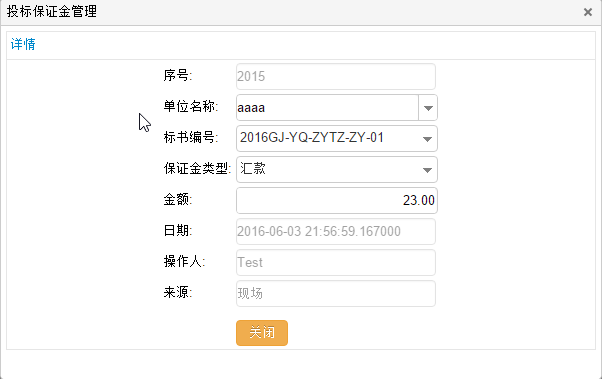 投标保证金管理
详情
序号: 2015
单位名称: aaaa
标书编号: 2016GJ-YQ-ZYTZ-ZY-01
保证金类型: 汇款
金额: 23.00
日期: 2016-06-03 21:56:59.167000
操作人: Test
来源: 现场
关闭